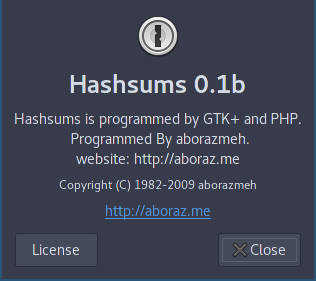 Hashsums 0.1b
Hashsums is programmed by GTK+ and PHP.
Programmed By aborazmeh.
website: http://aboraz.me
Copyright (C) 1982-2009 aborazmeh
http://aboraz.me
License
Close